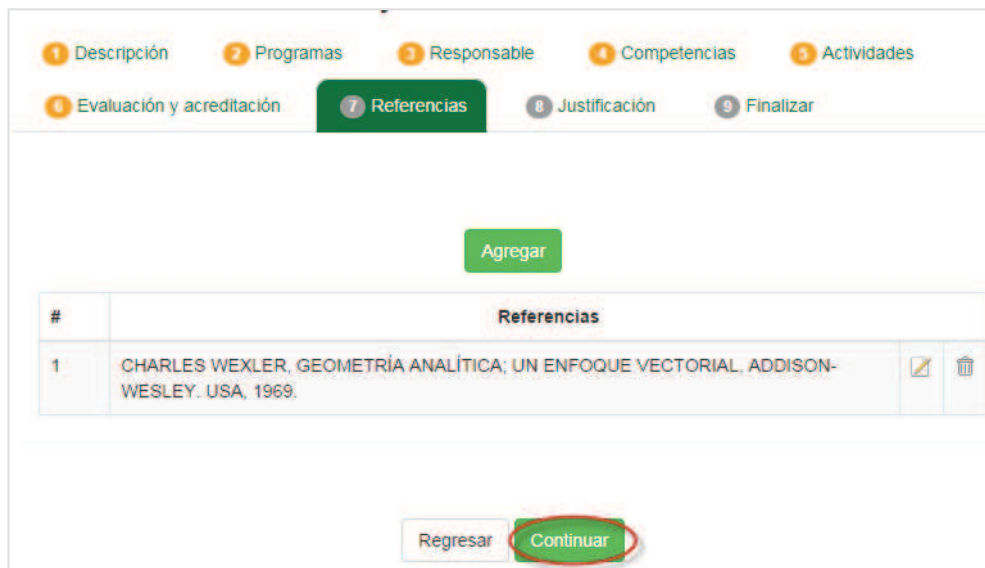 1 Descripción 2 Programas 3 Responsable 4 Competencias 5 Actividades
6 Evaluación y acreditación 7 Referencias 8 Justificación 9 Finalizar
Agregar
# Referencias
1 CHARLES WEXLER, GEOMETRÍA ANALÍTICA; UN ENFOQUE VECTORIAL, ADDISON-
WESLEY. USA, 1969.
Regresar Continuar